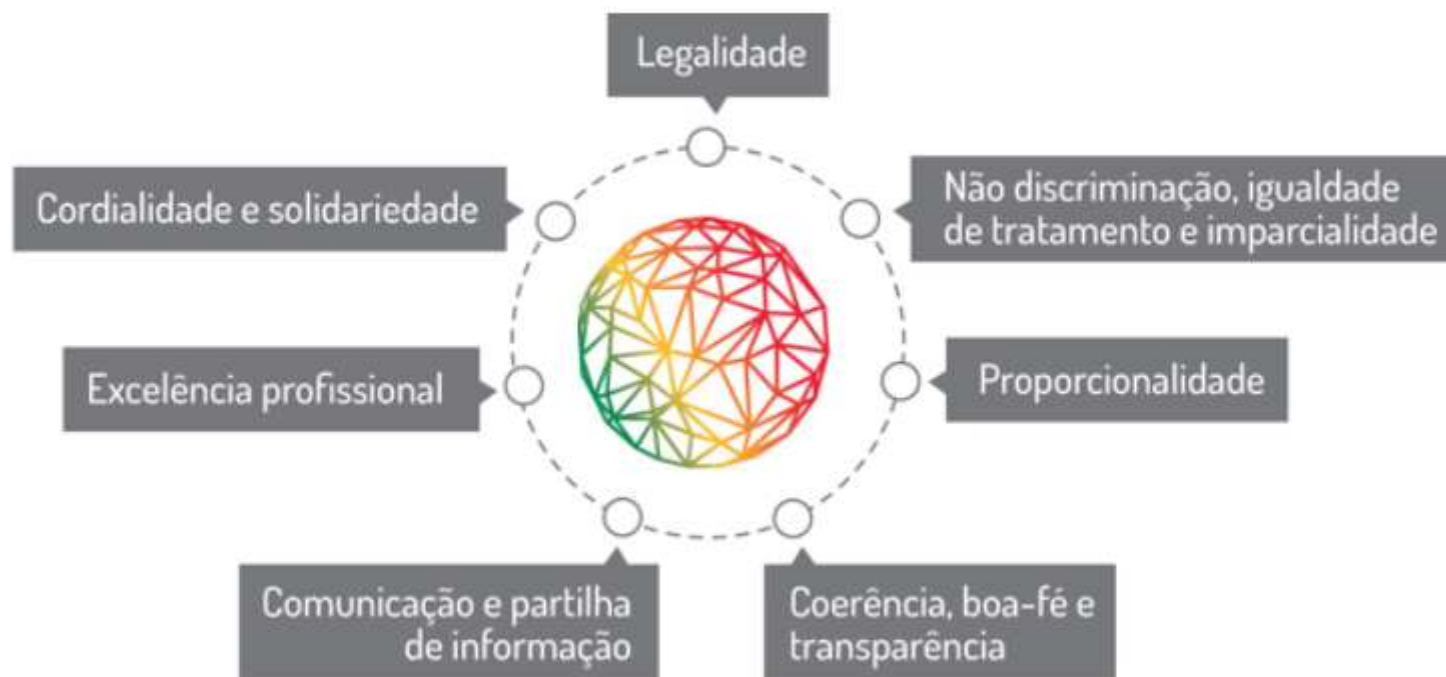 Legalidade
Cordialidade e solidariedade
Não discriminação, igualdade
de tratamento e imparcialidade
Excelência profissional
Proporcionalidade
Comunicação e partilha
de informação
Coerência, boa-fé e
transparência